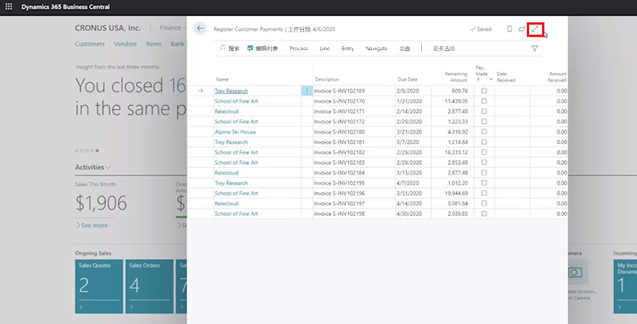 Dynamics 365 Business Central
CRONUS USA, Inc.
Finance
Customers Vendors Items Bank
Insight from the last three months
You closed 16
in the same p
Activities
Sales This Month
$1,906
See more
Over
Amou
$
See
Ongoing Sales
Sales Quotes
2
Sales Orders
4
Sales
7
My Inco
Docume
1
Register Customer Payments | 工作日期: 4/6/2020
Saved
搜索 编辑列表 Process Line Entry Navigate 更多选项
Name Description Due Date Remaining Amount Pay... Made ? Date Received Amount Received
Trey Research Invoice S-INV102169 2/8/2020 809.76 0.00
School of Fine Art Invoice S-INV102170 1/31/2020 11,439.05 0.00
Relecloud Invoice S-INV102171 2/14/2020 2,877.48 0.00
School of Fine Art Invoice S-INV102172 2/29/2020 1,223.33 0.00
Alpine Ski House Invoice S-INV102180 3/21/2020 4,316.92 0.00
Trey Research Invoice S-INV102181 3/7/2020 1,214.64 0.00
School of Fine Art Invoice S-INV102182 2/29/2020 16,333.12 0.00
School of Fine Art Invoice S-INV102183 2/29/2020 2,853.48 0.00
Relecloud Invoice S-INV102184 3/13/2020 2,877.48 0.00
Trey Research Invoice S-INV102195 4/7/2020 1,012.20 0.00
School of Fine Art Invoice S-INV102196 3/31/2020 19,944.69 0.00
Relecloud Invoice S-INV102197 4/14/2020 3,081.84 0.00
School of Fine Art Invoice S-INV102198 4/30/2020 2,039.85 0.00